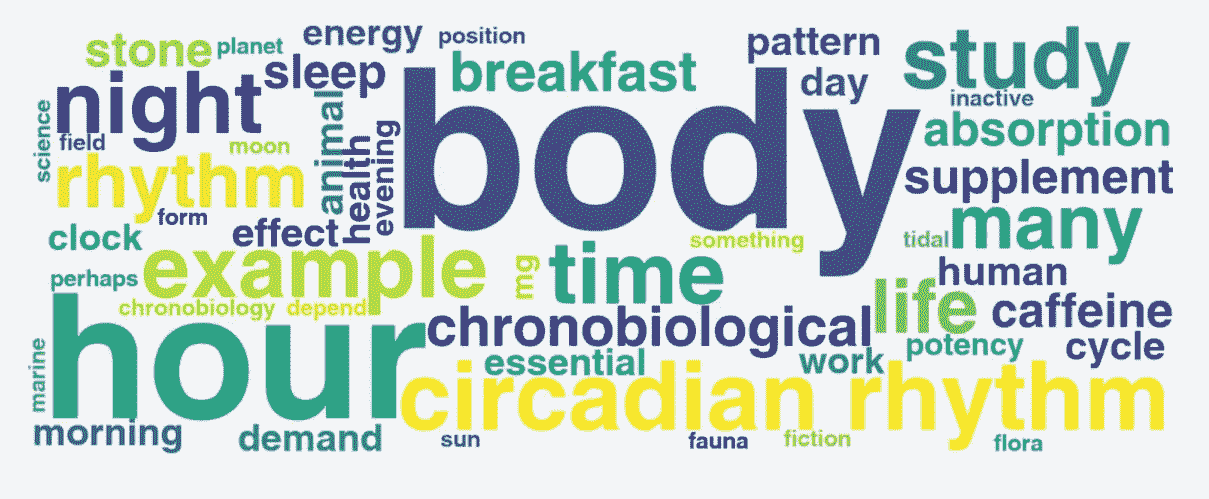 stone
planet
energy
position
pattern
study
night
sleep
breakfast
body
day
inactive
science
field
moon
animal
health
evening
absorption
rhythm
supplement
form
clock
effect
something
tidal
many
perhaps
example
mg
time
human
chronobiology
depend
life
caffeine
hour
chronobiological
essential
work
potency
cycle
marine
circadian rhythm
morning
demand
sun
fauna
fiction
flora